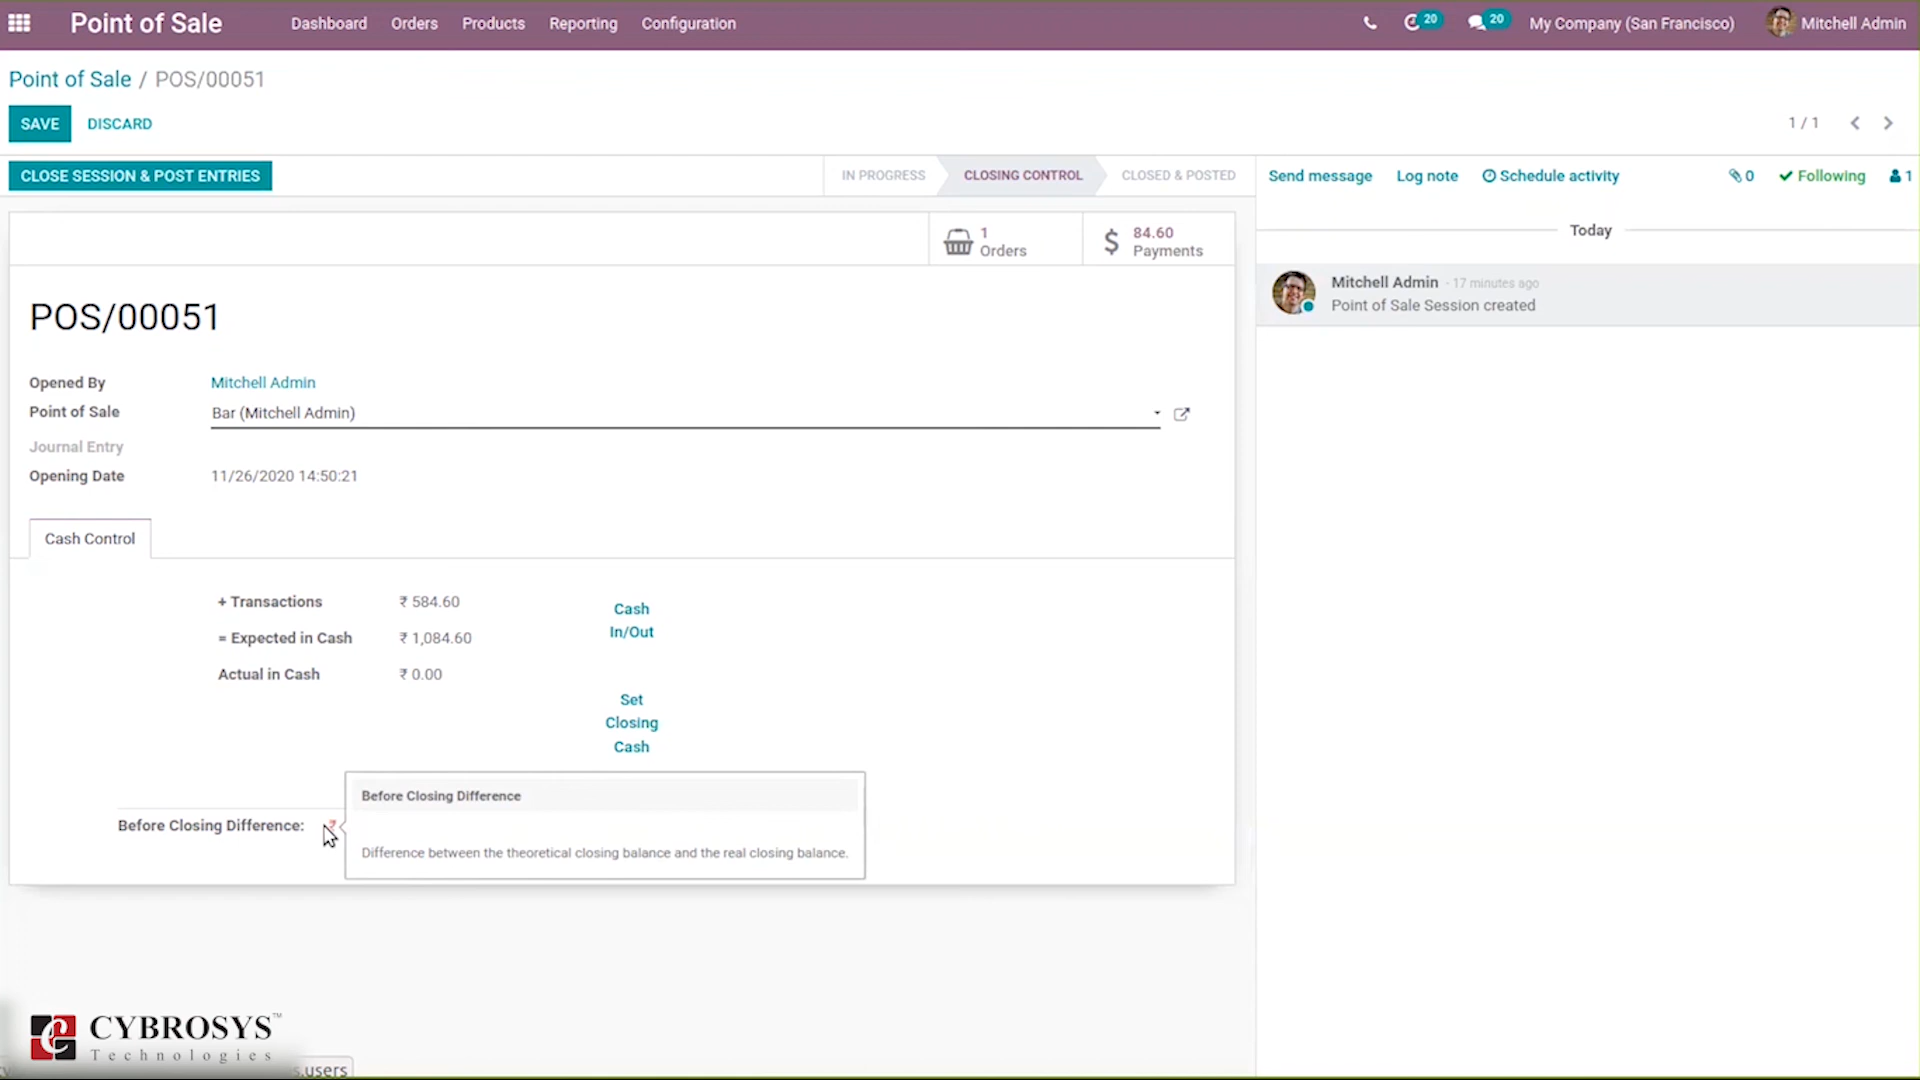 Point of Sale
Dashboard
Orders
Products
Reporting
Configuration
20
20
My Company (San Francisco)
Mitchell Admin
Point of Sale / POS/00051
SAVE
DISCARD
1 / 1
CLOSE SESSION & POST ENTRIES
IN PROGRESS
CLOSING CONTROL
CLOSED & POSTED
Send message
Log note
Schedule activity
0
Following
1
1
Orders
$ 84.60
Payments
Today
Mitchell Admin - 17 minutes ago
Point of Sale Session created
POS/00051
Opened By
Mitchell Admin
Point of Sale
Bar (Mitchell Admin)
Journal Entry
Opening Date
11/26/2020 14:50:21
Cash Control
+ Transactions
₹ 584.60
= Expected in Cash
₹ 1,084.60
Actual in Cash
₹ 0.00
Cash
In/Out
Set
Closing
Cash
Before Closing Difference:
₹
Before Closing Difference
Difference between the theoretical closing balance and the real closing balance.
CYBROSYS™
Technologies
s.users